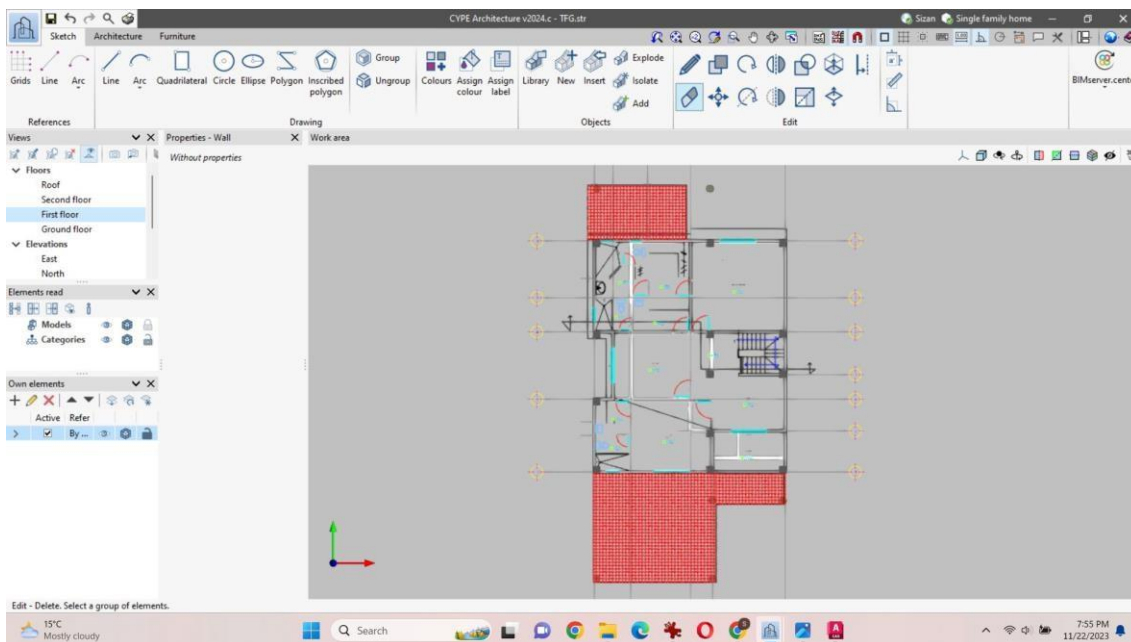 CYPE Architecture v2024.c - TFG.str
Sizan
Single family home
Sketch
Architecture
Furniture
Grids
Line
Arc
Line
Arc
Quadrilateral
Circle
Ellipse
Polygon
Inscribed
polygon
Group
Ungroup
Colours
Assign
colour
Assign
label
Library
New
Insert
Explode
Isolate
Add
BIMserver.cente
References
Drawing
Objects
Edit
Views
Properties - Wall
Work area
Without properties
Floors
Roof
Second floor
First floor
Ground floor
Elevations
East
North
Elements read
Models
Categories
Own elements
Active
Refer
By ...
Edit - Delete. Select a group of elements.
15°C
Mostly cloudy
Search
7:55 PM
11/22/2023